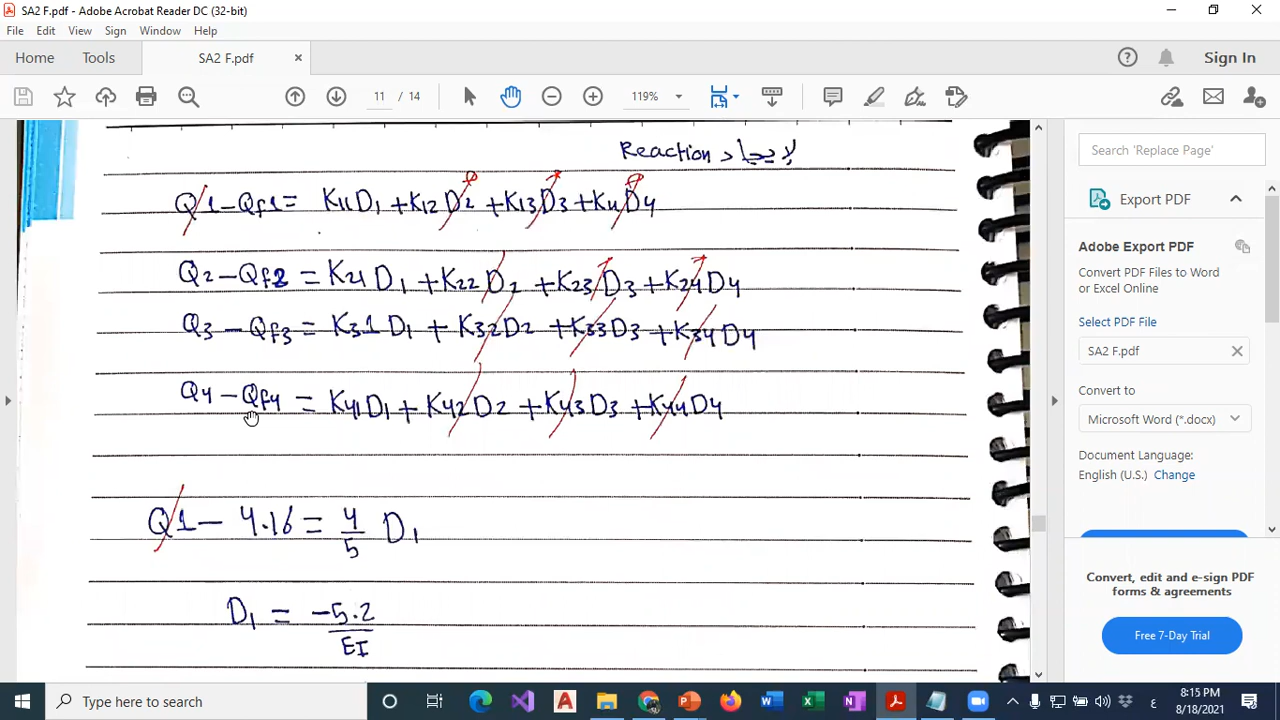 SA2 F.pdf - Adobe Acrobat Reader DC (32-bit)
File Edit View Sign Window Help
Home Tools SA2 F.pdf × Sign In
11 / 14 119%
Reaction لايجاد
Q1-Qf1= K11D1 +K12D2 +K13D3 +K14D4
Q2-Qf2 = K21 D1 +K22D2 +K23D3 +K24D4
Q3 -Qf3 = K31 D1 + K32D2 +K33D3 +K34D4
Q4 -Qf4 = K41D1 + K42D2 +K43D3 +K44D4
Q1 - 4.16 = 4/5 D1
D1 = -5.2/EI
Search 'Replace Page'
Export PDF
Adobe Export PDF
Convert PDF Files to Word
or Excel Online
Select PDF File
SA2 F.pdf
Convert to
Microsoft Word (*.docx)
Document Language:
English (U.S.) Change
Convert, edit and e-sign PDF
forms & agreements
Free 7-Day Trial
Type here to search
ع
8:15 PM
8/18/2021